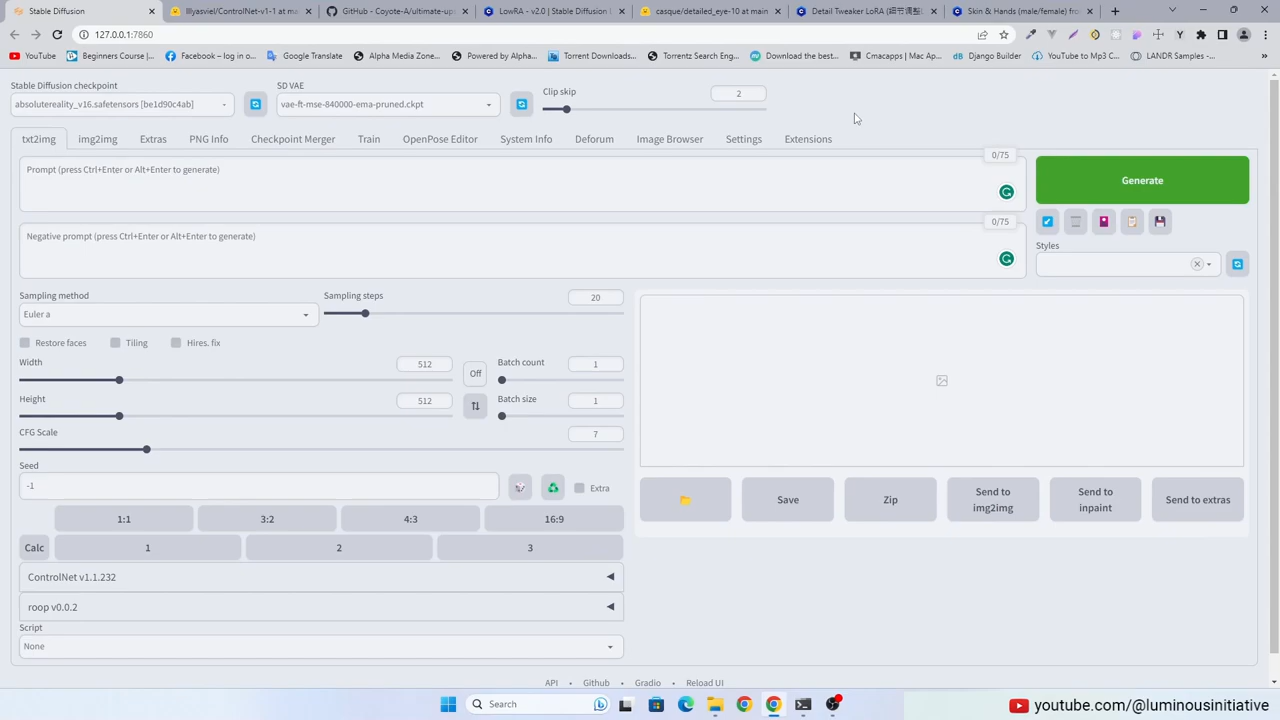 Stable Diffusion
lllyasviel/ControlNet-v1-1 at ma
GitHub - Coyote-A/ultimate-up
LowRA - v2.0 | Stable Diffusion
casque/detailed_eye-10 at main
Detail Tweaker LoRA (细节调整
Skin & Hands (male/female) fro
127.0.0.1:7860
YouTube
Beginners Course |...
Facebook – log in o...
Google Translate
Alpha Media Zone...
Powered by Alpha...
Torrent Downloads...
Torrentz Search Eng...
Download the best...
Cmacapps | Mac Ap...
Django Builder
YouTube to Mp3 C...
LANDR Samples -...
Stable Diffusion checkpoint
SD VAE
Clip skip
2
absolutereality_v16.safetensors [be1d90c4ab]
vae-ft-mse-840000-ema-pruned.ckpt
txt2img
img2img
Extras
PNG Info
Checkpoint Merger
Train
OpenPose Editor
System Info
Deforum
Image Browser
Settings
Extensions
0/75
Prompt (press Ctrl+Enter or Alt+Enter to generate)
Generate
0/75
Negative prompt (press Ctrl+Enter or Alt+Enter to generate)
Styles
Sampling method
Sampling steps
20
Euler a
Restore faces
Tiling
Hires. fix
Width
512
Off
Batch count
1
Height
512
Batch size
1
CFG Scale
7
Seed
-1
Extra
Save
Zip
Send to img2img
Send to inpaint
Send to extras
1:1
3:2
4:3
16:9
Calc
1
2
3
ControlNet v1.1.232
roop v0.0.2
Script
None
API • Github • Gradio • Reload UI
Search
youtube.com/@luminousinitiative